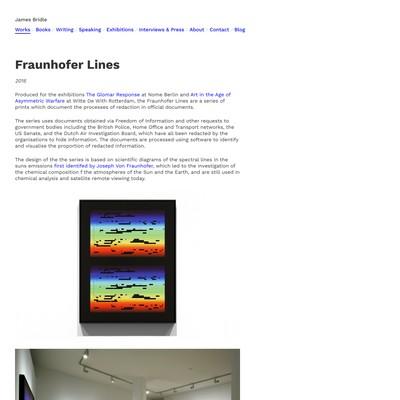 James Bridle
Works Books Writing Speaking Exhibitions Interviews & Press About Contact Blog
Fraunhofer Lines
2016
Produced for the exhibitions The Glomar Response at Nome Berlin and Art in the Age of
Asymmetric Warfare at Witte De With Rotterdam, the Fraunhofer Lines are a series of
prints which document the processes of redaction in official documents.
The series uses documents obtained via Freedom of Information and other requests to
government bodies including the British Police, Home Office and Transport networks, the
US Senate, and the Dutch Air Investigation Board, which have all been redacted by the
organisations to hide information. The documents are processed using software to identify
and visualise the proportion of redacted information.
The design of the the series is based on scientific diagrams of the spectral lines in the
suns emissions first identifed by Joseph Von Fraunhofer, which led to the investigation of
the chemical composition f the atmospheres of the Sun and the Earth, and are still used in
chemical analysis and satellite remote viewing today.